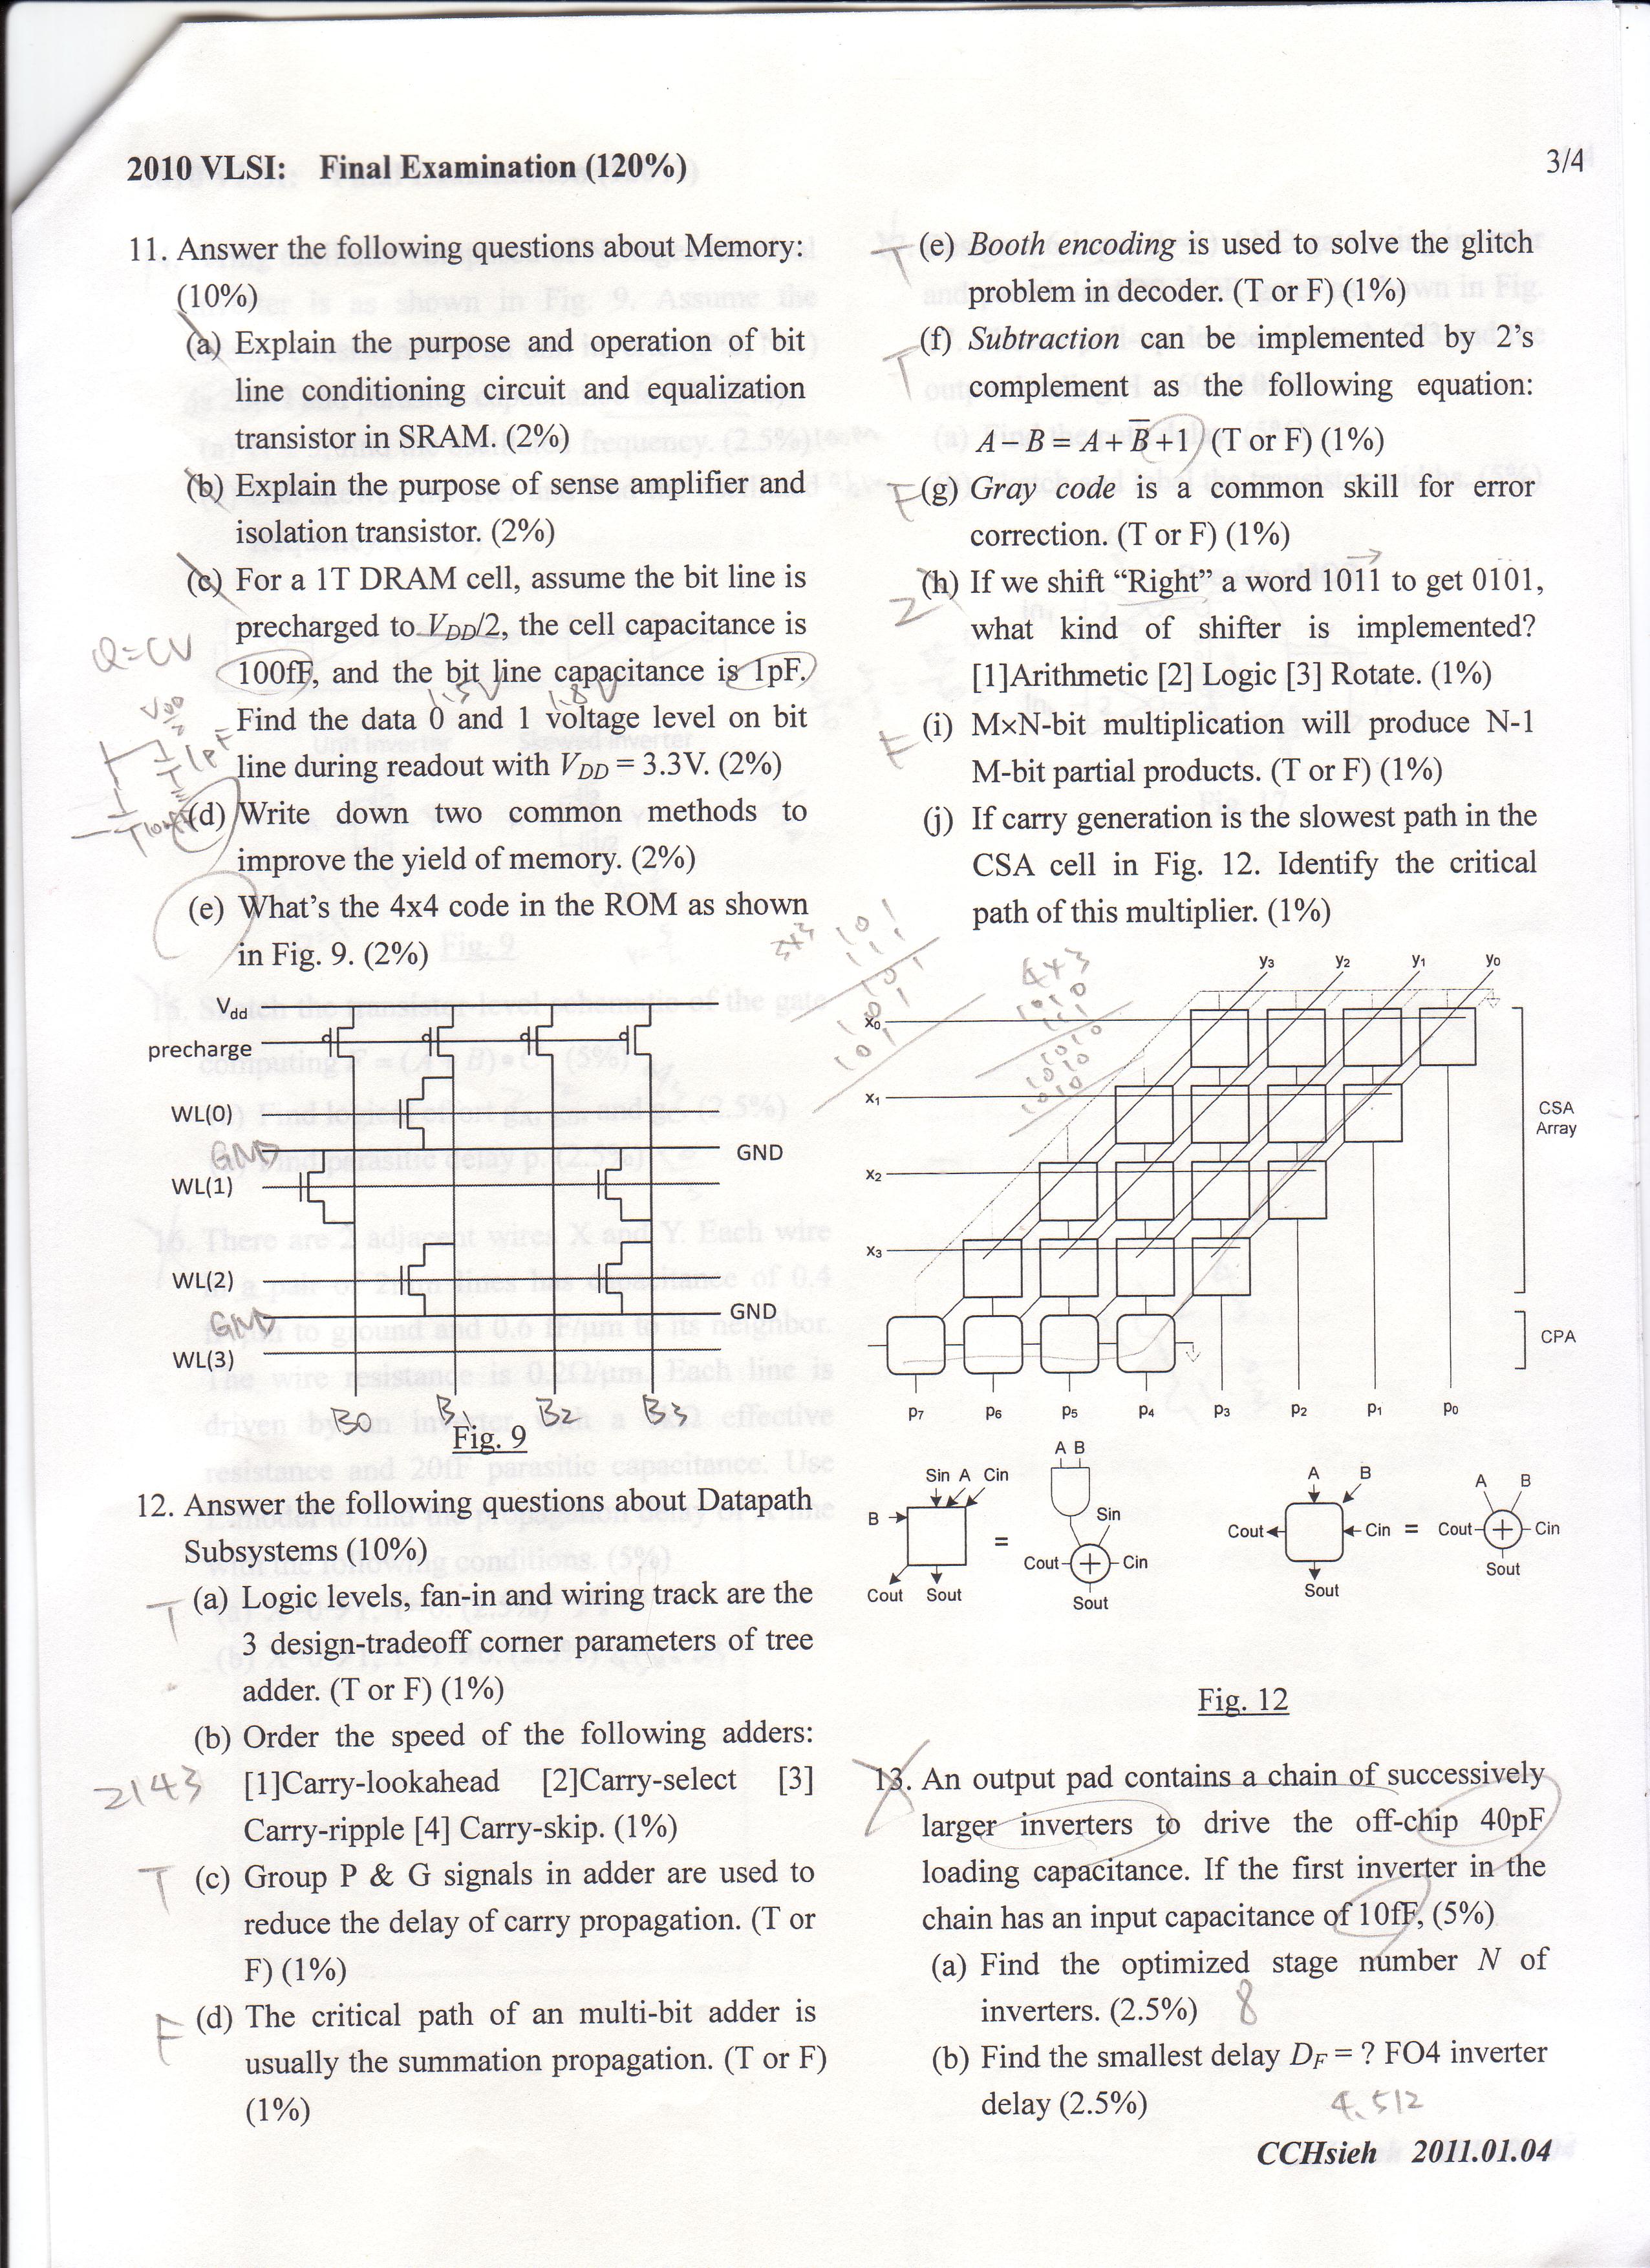 2010 VLSI: Final Examination (120%)
3/4
11. Answer the following questions about Memory:
(10%)
(a) Explain the purpose and operation of bit
line conditioning circuit and equalization
transistor in SRAM. (2%)
(b) Explain the purpose of sense amplifier and
isolation transistor. (2%)
(c) For a 1T DRAM cell, assume the bit line is
precharged to VDD/2, the cell capacitance is
Q=CV
100fF, and the bit line capacitance is 1pF.
1.5V 1.8V
Find the data 0 and 1 voltage level on bit
line during readout with VDD = 3.3V. (2%)
1pF
(d) Write down two common methods to
improve the yield of memory. (2%)
(e) What's the 4x4 code in the ROM as shown
in Fig. 9. (2%)
Vdd
precharge
WL(0)
GND GND
WL(1)
WL(2)
GND GND
WL(3)
B0 B1 B2 B3
Fig. 9
12. Answer the following questions about Datapath
Subsystems (10%)
T (a) Logic levels, fan-in and wiring track are the
3 design-tradeoff corner parameters of tree
adder. (T or F) (1%)
(b) Order the speed of the following adders:
2143 [1]Carry-lookahead [2]Carry-select [3]
Carry-ripple [4] Carry-skip. (1%)
T (c) Group P & G signals in adder are used to
reduce the delay of carry propagation. (T or
F) (1%)
F (d) The critical path of an multi-bit adder is
usually the summation propagation. (T or F)
(1%)
T (e) Booth encoding is used to solve the glitch
problem in decoder. (T or F) (1%)
T (f) Subtraction can be implemented by 2's
complement as the following equation:
A − B = A + B̅ +1 (T or F) (1%)
F (g) Gray code is a common skill for error
correction. (T or F) (1%)
2 (h) If we shift “Right” a word 1011 to get 0101,
what kind of shifter is implemented?
[1]Arithmetic [2] Logic [3] Rotate. (1%)
F (i) MxN-bit multiplication will produce N-1
M-bit partial products. (T or F) (1%)
(j) If carry generation is the slowest path in the
CSA cell in Fig. 12. Identify the critical
path of this multiplier. (1%)
3x3
101
111
101
101
101
4x3
1010
111
1010
1010
1010
y3 y2 y1 y0
x0
x1
CSA
Array
x2
x3
CPA
p7 p6 p5 p4 p3 p2 p1 p0
A B
Sin A Cin
B
Sin
=
Cout Cin
Cout Sout
Sout
A B
Cout Cin = Cout Cin
A B
Sout
Sout
Fig. 12
13. An output pad contains a chain of successively
larger inverters to drive the off-chip 40pF
loading capacitance. If the first inverter in the
chain has an input capacitance of 10fF, (5%)
(a) Find the optimized stage number N of
inverters. (2.5%) 8
(b) Find the smallest delay DF = ? FO4 inverter
delay (2.5%) 4.512
CCHsieh 2011.01.04